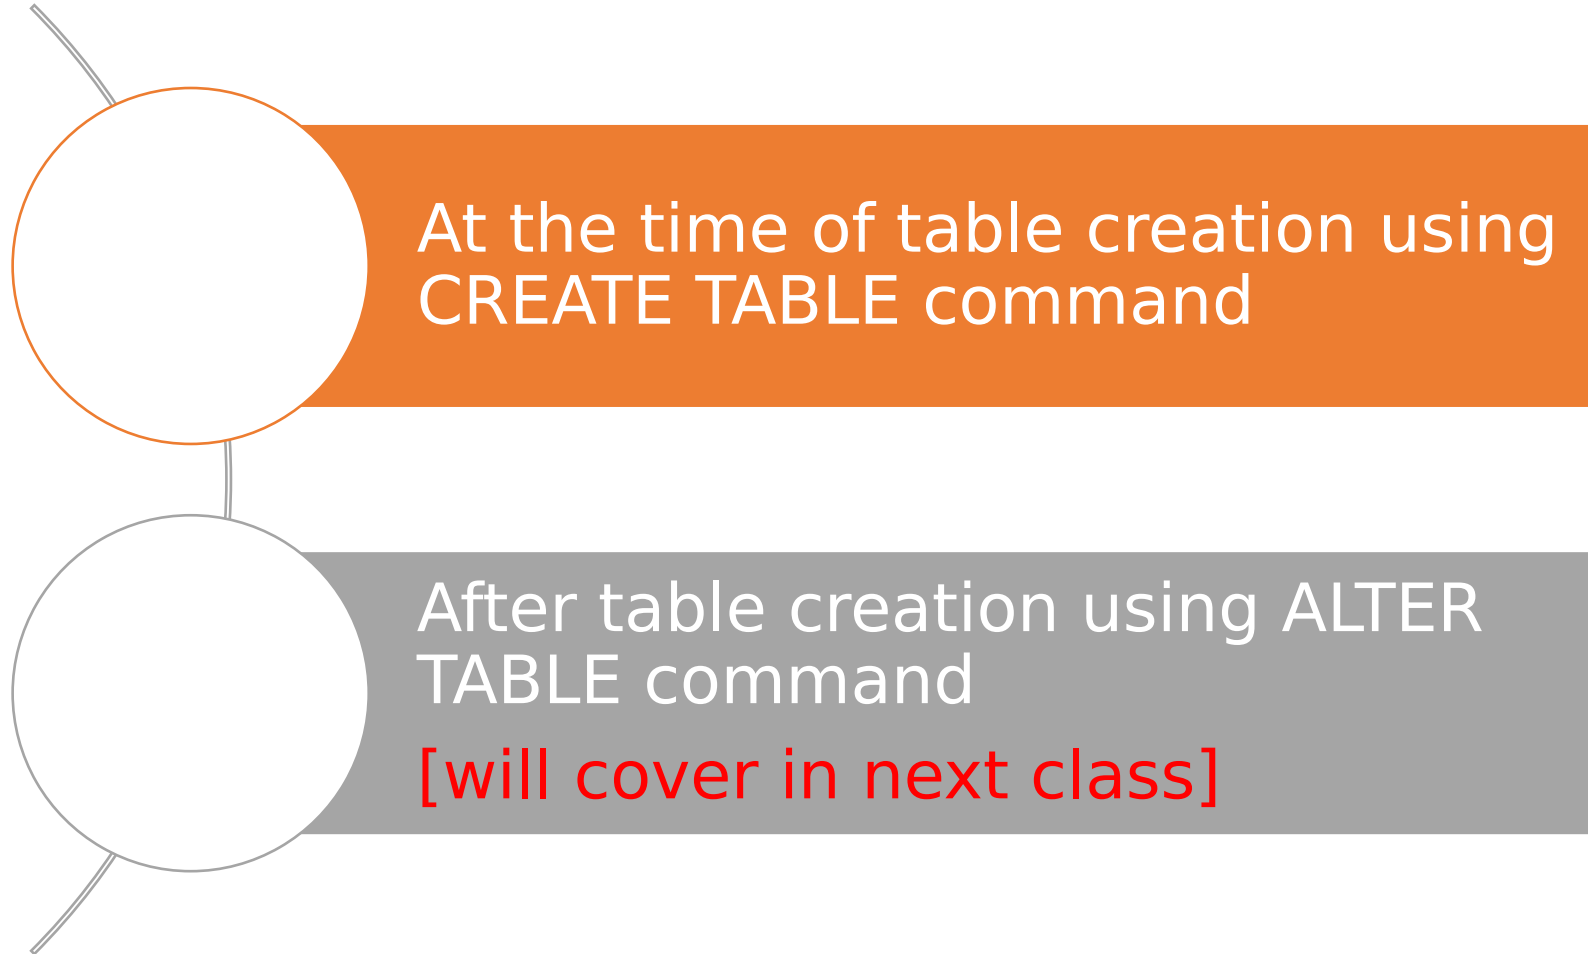 At the time of table creation using
CREATE TABLE command
After table creation using ALTER
TABLE command
[will cover in next class]